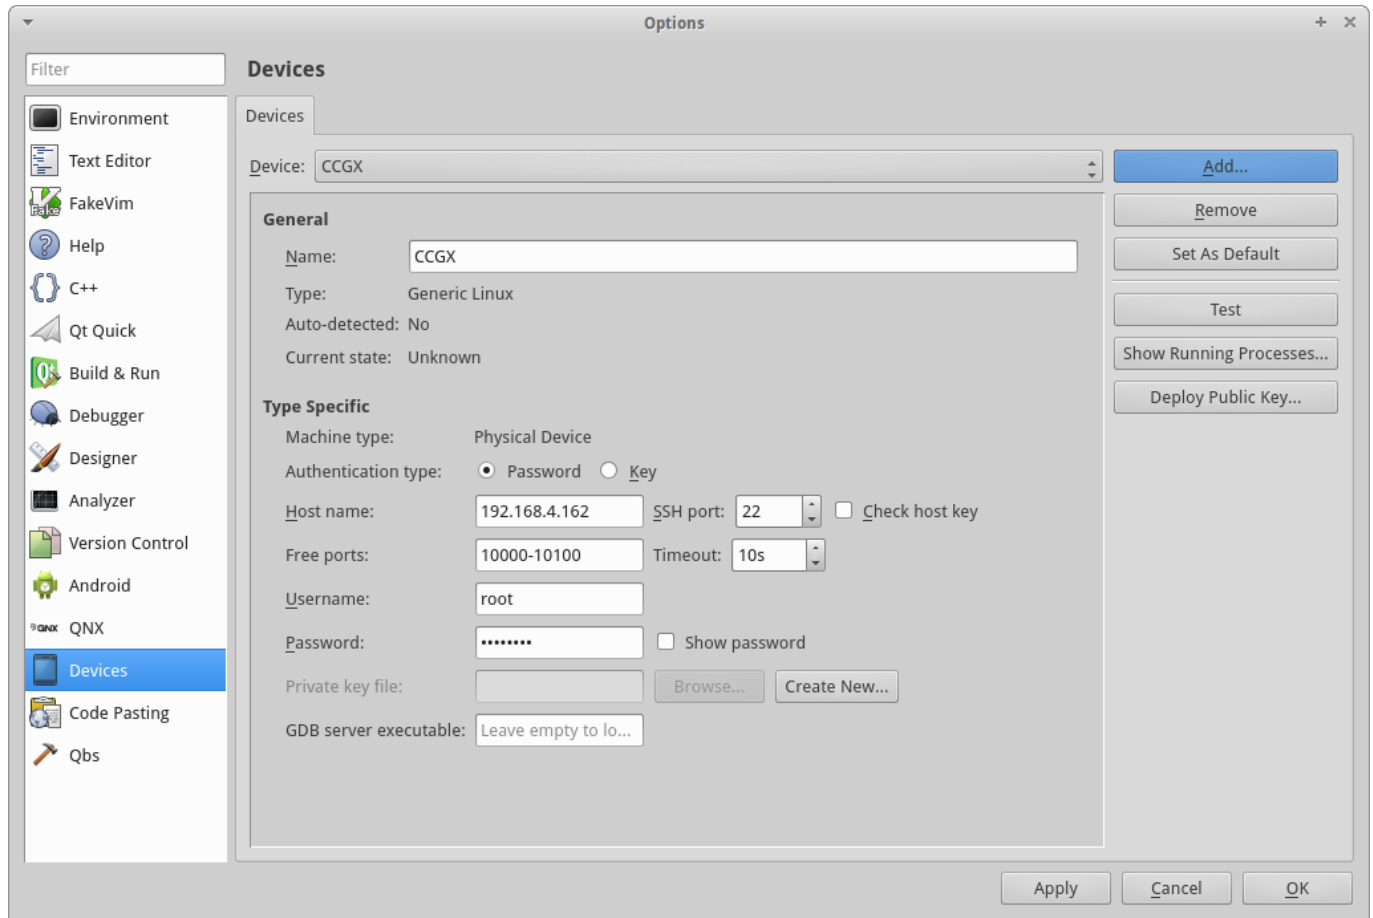 Options
Filter
Environment
Text Editor
FakeVim
Help
C++
Qt Quick
Build & Run
Debugger
Designer
Analyzer
Version Control
Android
QNX QNX
Devices
Code Pasting
Qbs
Devices
Devices
Device: CCGX
General
Name: CCGX
Type: Generic Linux
Auto-detected: No
Current state: Unknown
Type Specific
Machine type: Physical Device
Authentication type: Password Key
Host name: 192.168.4.162 SSH port: 22 Check host key
Free ports: 10000-10100 Timeout: 10s
Username: root
Password: •••••••• Show password
Private key file: Browse... Create New...
GDB server executable: Leave empty to lo...
Add...
Remove
Set As Default
Test
Show Running Processes...
Deploy Public Key...
Apply Cancel OK